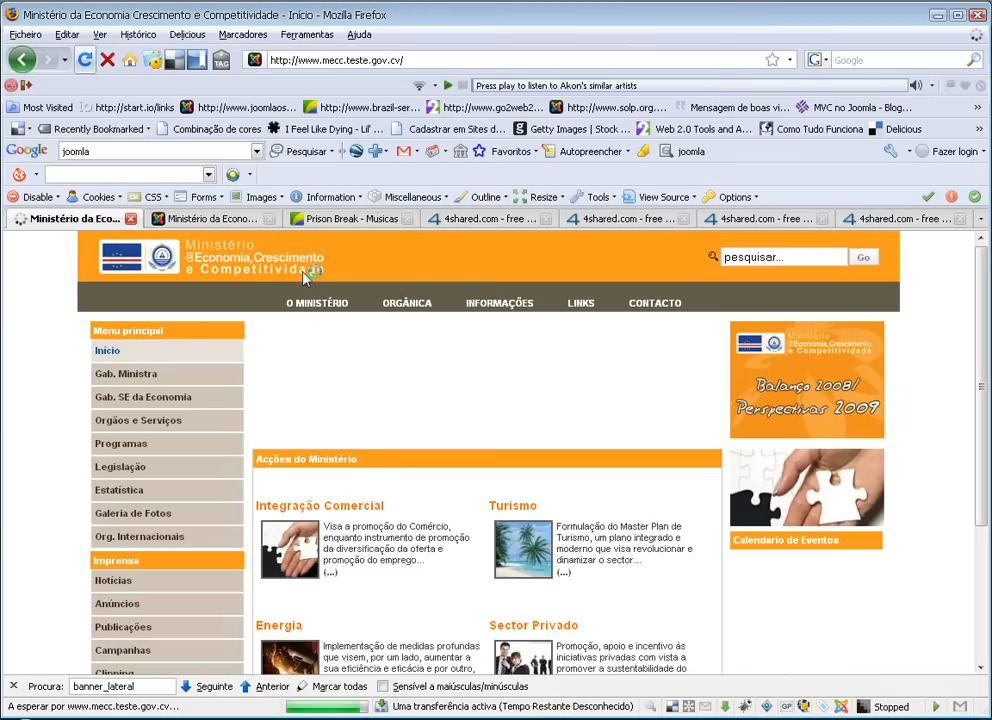 Ministério da Economia Crescimento e Competitividade - Início - Mozilla Firefox
Ficheiro Editar Ver Histórico Delicious Marcadores Ferramentas Ajuda
TAG http://www.mecc.teste.gov.cv/ Google
Press play to listen to Akon's similar artists
Most Visited http://start.io/links http://www.joomlaos... http://www.brazil-ser... http://www.go2web2... http://www.solp.org.... Mensagem de boas vi... MVC no Joomla - Blog...
Recently Bookmarked Combinação de cores I Feel Like Dying - Lil'... Cadastrar em Sites d... Getty Images | Stock ... Web 2.0 Tools and A... Como Tudo Funciona Delicious
Google joomla Pesquisar Favoritos Autopreencher joomla Fazer login
Disable Cookies CSS Forms Images Information Miscellaneous Outline Resize Tools View Source Options
Ministério da Eco... Ministério da Econo... Prison Break - Musicas 4shared.com - free ... 4shared.com - free ... 4shared.com - free ... 4shared.com - free ...
Ministério
da Economia, Crescimento
e Competitividade
pesquisar... Go
O MINISTÉRIO ORGÂNICA INFORMAÇÕES LINKS CONTACTO
Menu principal
Início
Gab. Ministra
Gab. SE da Economia
Orgãos e Serviços
Programas
Legislação
Estatística
Galeria de Fotos
Org. Internacionais
Imprensa
Notícias
Anúncios
Publicações
Campanhas
Clipping
Acções do Ministério
Integração Comercial
Visa a promoção do Comércio,
enquanto instrumento de promoção
da diversificação da oferta e
promoção do emprego...
(...)
Turismo
Formulação do Master Plan de
Turismo, um plano integrado e
moderno que visa revolucionar e
dinamizar o sector...
(...)
Energia
Implementação de medidas profundas
que visem, por um lado, aumentar a
sua eficiência e eficácia e por outro,
Sector Privado
Promoção, apoio e incentivo às
iniciativas privadas com vista a
promover a sustentabilidade do
Ministério
da Economia, Crescimento
e Competitividade
Balanço 2008/
Perspectivas 2009
Calendario de Eventos
Procura: banner_lateral Seguinte Anterior Marcar todas Sensível a maiúsculas/minúsculas
A esperar por www.mecc.teste.gov.cv... Uma transferência activa (Tempo Restante Desconhecido) GP Stopped